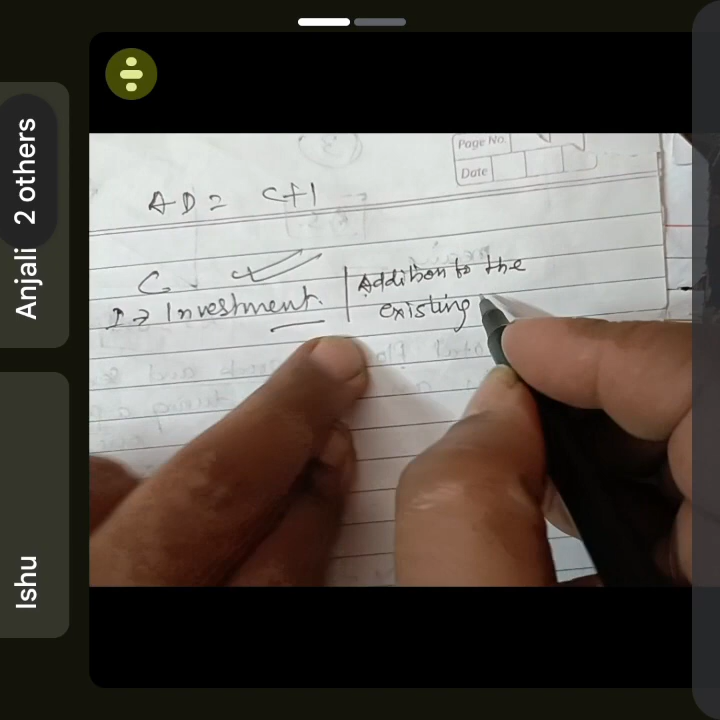 Anjali 2 others
Ishu
Page No.
Date
AD = C+I
C.
I → Investment.
Addition to the
existing